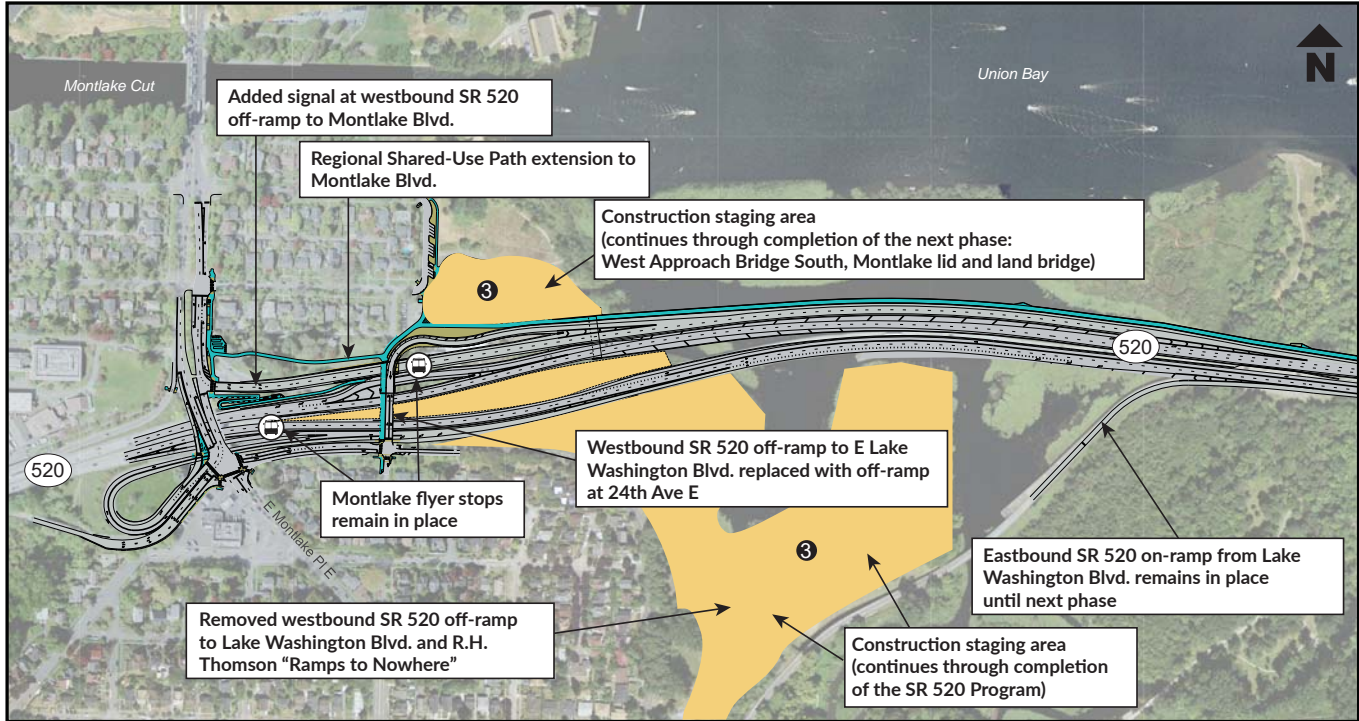 Montlake Cut
Union Bay
N
Added signal at westbound SR 520
off-ramp to Montlake Blvd.
Regional Shared-Use Path extension to
Montlake Blvd.
Construction staging area
(continues through completion of the next phase:
West Approach Bridge South, Montlake lid and land bridge)
3
520
520
Westbound SR 520 off-ramp to E Lake
Washington Blvd. replaced with off-ramp
at 24th Ave E
Montlake flyer stops
remain in place
E Montlake Pl E
3
Eastbound SR 520 on-ramp from Lake
Washington Blvd. remains in place
until next phase
Removed westbound SR 520 off-ramp
to Lake Washington Blvd. and R.H.
Thomson “Ramps to Nowhere”
Construction staging area
(continues through completion
of the SR 520 Program)